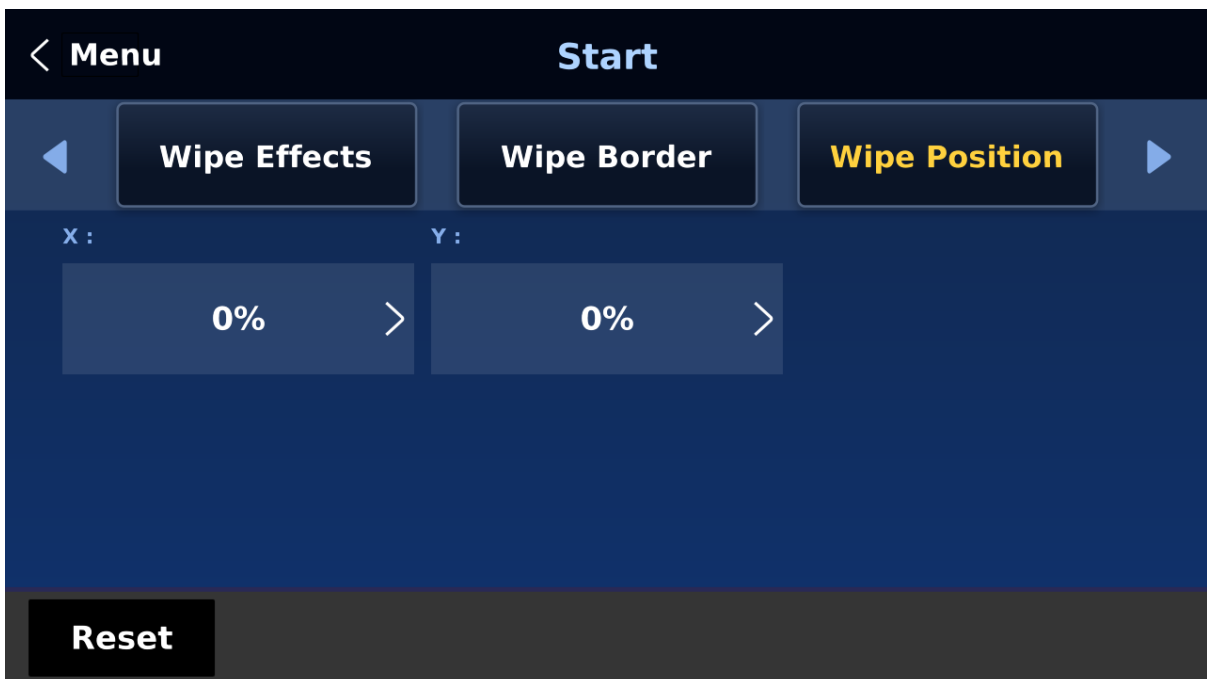 Menu
Start
Wipe Effects
Wipe Border
Wipe Position
X :
Y :
0%
0%
Reset